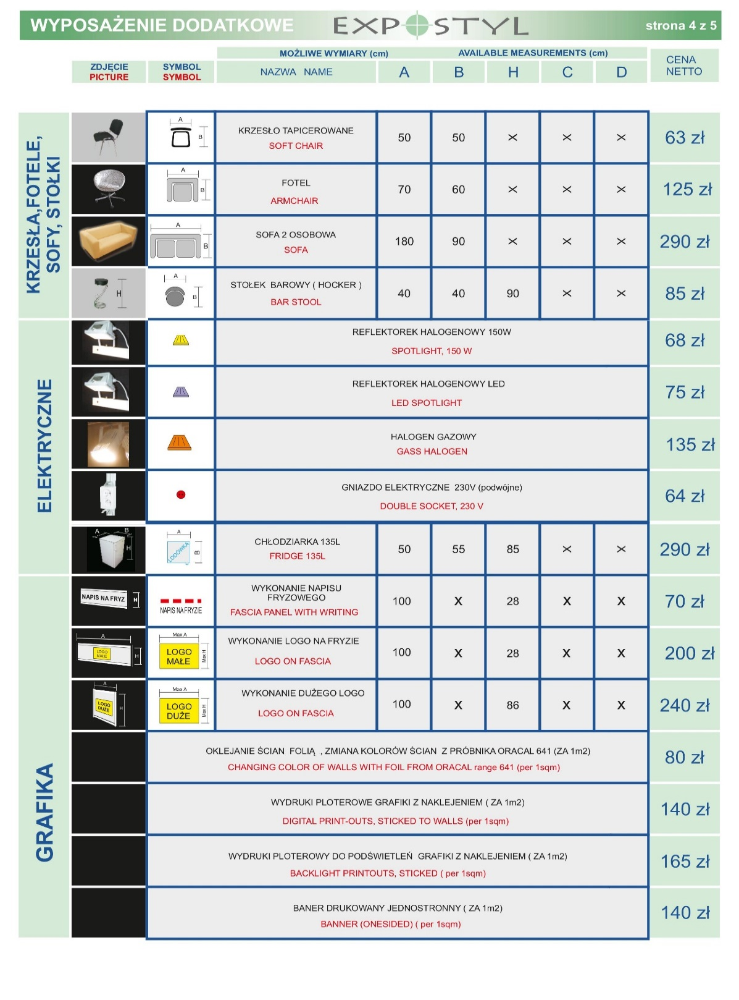 WYPOSAŻENIE DODATKOWE EXPOSTYL strona 4 z 5
MOŻLIWE WYMIARY (cm) AVAILABLE MEASUREMENTS (cm)
ZDJĘCIE SYMBOL NAZWA NAME A B H C D CENA
PICTURE SYMBOL NETTO
KRZESŁA,FOTELE,
SOFY, STOŁKI
A
B
KRZESŁO TAPICEROWANE
SOFT CHAIR
50 50 X X X 63 zł
A
B
FOTEL
ARMCHAIR
70 60 X X X 125 zł
A
B
SOFA 2 OSOBOWA
SOFA
180 90 X X X 290 zł
H
A
B
STOŁEK BAROWY ( HOCKER )
BAR STOOL
40 40 90 X X 85 zł
ELEKTRYCZNE
REFLEKTOREK HALOGENOWY 150W
SPOTLIGHT, 150 W
68 zł
REFLEKTOREK HALOGENOWY LED
LED SPOTLIGHT
75 zł
HALOGEN GAZOWY
GASS HALOGEN
135 zł
GNIAZDO ELEKTRYCZNE 230V (podwójne)
DOUBLE SOCKET, 230 V
64 zł
A B
H
A
LODÓWKA
B
CHŁODZIARKA 135L
FRIDGE 135L
50 55 85 X X 290 zł
GRAFIKA
NAPIS NA FRYZ H
NAPIS NA FRYZIE
WYKONANIE NAPISU
FRYZOWEGO
FASCIA PANEL WITH WRITING
100 X 28 X X 70 zł
A
LOGO
MAŁE
H
Max A
LOGO
MAŁE
Max H
WYKONANIE LOGO NA FRYZIE
LOGO ON FASCIA
100 X 28 X X 200 zł
A
LOGO
DUŻE
H
Max A
LOGO
DUŻE
Max H
WYKONANIE DUŻEGO LOGO
LOGO ON FASCIA
100 X 86 X X 240 zł
OKLEJANIE ŚCIAN FOLIĄ , ZMIANA KOLORÓW ŚCIAN Z PRÓBNIKA ORACAL 641 (ZA 1m2)
CHANGING COLOR OF WALLS WITH FOIL FROM ORACAL range 641 (per 1sqm)
80 zł
WYDRUKI PLOTEROWE GRAFIKI Z NAKLEJENIEM ( ZA 1m2)
DIGITAL PRINT-OUTS, STICKED TO WALLS (per 1sqm)
140 zł
WYDRUKI PLOTEROWY DO PODŚWIETLEŃ GRAFIKI Z NAKLEJENIEM ( ZA 1m2)
BACKLIGHT PRINTOUTS, STICKED ( per 1sqm)
165 zł
BANER DRUKOWANY JEDNOSTRONNY ( ZA 1m2)
BANNER (ONESIDED) ( per 1sqm)
140 zł